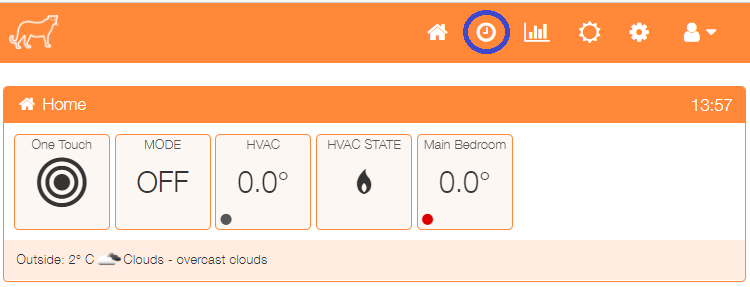 Home 13:57
One Touch MODE HVAC HVAC STATE Main Bedroom
OFF 0.0° 0.0°
Outside: 2° C Clouds - overcast clouds